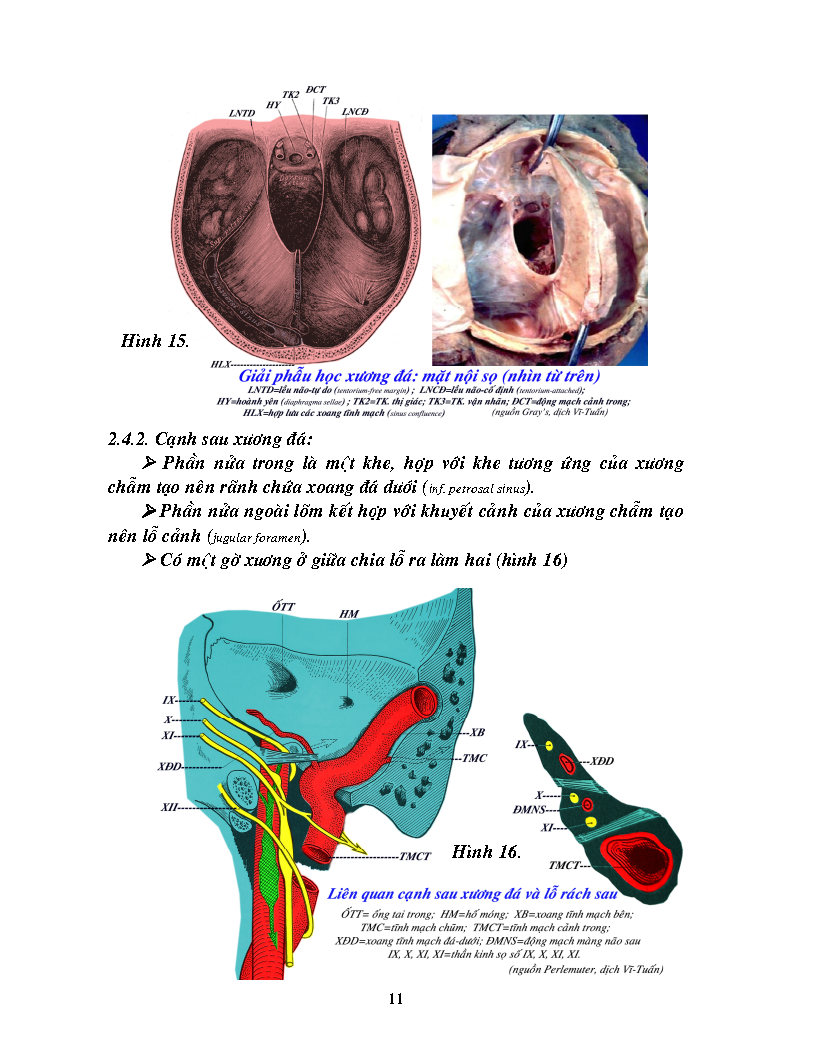 LNTD HY TK2 ĐCT TK3 LNCĐ
Hình 15.
HLX
Giải phẫu học xương đá: mặt nội sọ (nhìn từ trên)
LNTD=lều não-tự do (tentorium-free margin) ; LNCĐ=lều não-cố định (tentorium-attached);
HY=hoành yên (diaphragma sellae) ; TK2=TK. thị giác; TK3=TK. vận nhãn; ĐCT=động mạch cảnh trong;
HLX=hợp lưu các xoang tĩnh mạch (sinus confluence) (nguồn Gray's, dịch Vĩ-Tuấn)
2.4.2. Cạnh sau xương đá:
➢ Phần nửa trong là một khe, hợp với khe tương ứng của xương
chẩm tạo nên rãnh chứa xoang đá dưới (inf. petrosal sinus).
➢ Phần nửa ngoài lõm kết hợp với khuyết cảnh của xương chẩm tạo
nên lỗ cảnh (jugular foramen).
➢ Có một gờ xương ở giữa chia lỗ ra làm hai (hình 16)
ỐTT
HM
IX
X
XI
XĐD
XII
XB
TMC
TMCT
IX
XĐD
X
ĐMNS
XI
TMCT
Hình 16.
Liên quan cạnh sau xương đá và lỗ rách sau
ỐTT= ống tai trong; HM=hố móng; XB=xoang tĩnh mạch bên;
TMC=tĩnh mạch chũm; TMCT=tĩnh mạch cảnh trong;
XĐD=xoang tĩnh mạch đá-dưới; ĐMNS=động mạch màng não sau
IX, X, XI, XI=thần kinh sọ số IX, X, XI, XI.
(nguồn Perlemuter, dịch Vĩ-Tuấn)
11